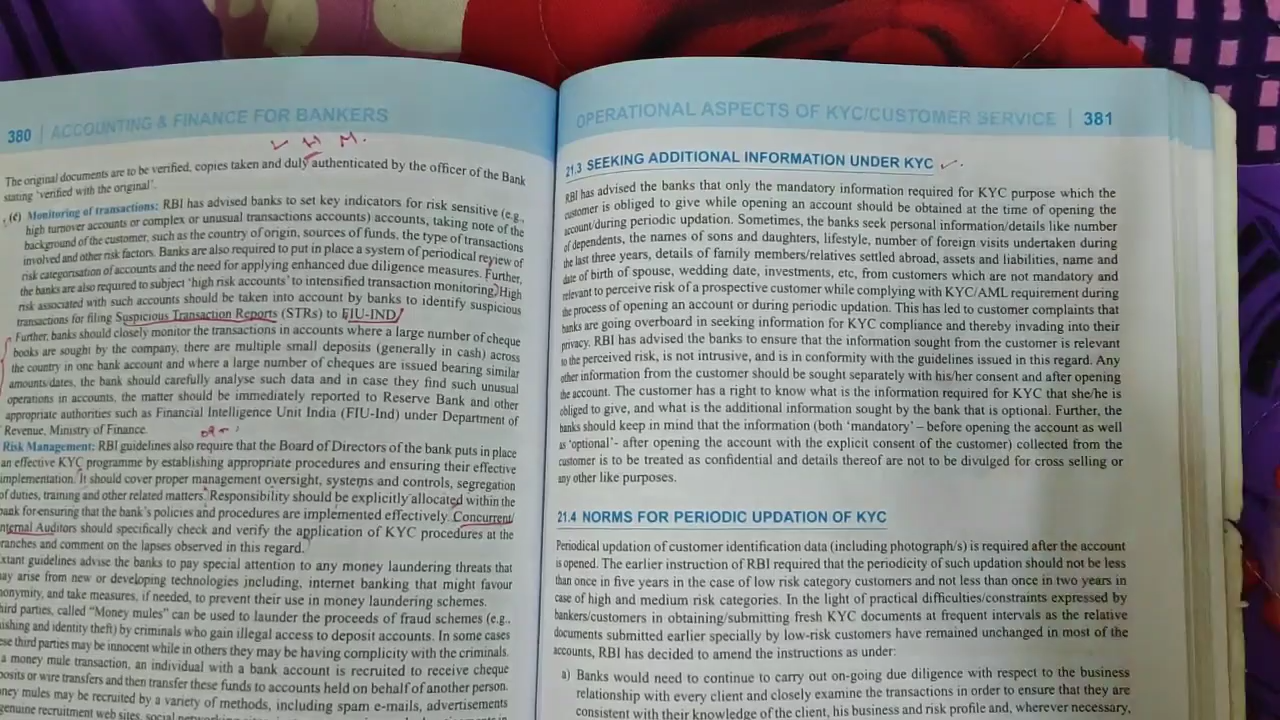 380 | ACCOUNTING & FINANCE FOR BANKERS
L H M.
The original documents are to be verified, copies taken and duly authenticated by the officer of the Bank
stating 'verified with the original'.
(c) Monitoring of transactions: RBI has advised banks to set key indicators for risk sensitive (e.g.,
high turnover accounts or complex or unusual transactions accounts) accounts, taking note of the
background of the customer, such as the country of origin, sources of funds, the type of transactions
involved and other risk factors. Banks are also required to put in place a system of periodical review of
risk categorisation of accounts and the need for applying enhanced due diligence measures. Further,
the banks are also required to subject 'high risk accounts' to intensified transaction monitoring. High
risk associated with such accounts should be taken into account by banks to identify suspicious
transactions for filing Suspicious Transaction Reports (STRs) to FIU-IND
Further, banks should closely monitor the transactions in accounts where a large number of cheque
books are sought by the company, there are multiple small deposits (generally in cash) across
the country in one bank account and where a large number of cheques are issued bearing similar
amounts/dates, the bank should carefully analyse such data and in case they find such unusual
operations in accounts, the matter should be immediately reported to Reserve Bank and other
appropriate authorities such as Financial Intelligence Unit India (FIU-Ind) under Department of
Revenue, Ministry of Finance.
Risk Management: RBI guidelines also require that the Board of Directors of the bank puts in place
an effective KYC programme by establishing appropriate procedures and ensuring their effective
implementation. It should cover proper management oversight, systems and controls, segregation
of duties, training and other related matters. Responsibility should be explicitly allocated within the
bank for ensuring that the bank's policies and procedures are implemented effectively. Concurrent/
nternal Auditors should specifically check and verify the application of KYC procedures at the
ranches and comment on the lapses observed in this regard.
xtant guidelines advise the banks to pay special attention to any money laundering threats that
ay arise from new or developing technologies including, internet banking that might favour
nonymity, and take measures, if needed, to prevent their use in money laundering schemes.
hird parties, called "Money mules" can be used to launder the proceeds of fraud schemes (e.g.,
ishing and identity theft) by criminals who gain illegal access to deposit accounts. In some cases
ese third parties may be innocent while in others they may be having complicity with the criminals.
a money mule transaction, an individual with a bank account is recruited to receive cheque
posits or wire transfers and then transfer these funds to accounts held on behalf of another person.
ney mules may be recruited by a variety of methods, including spam e-mails, advertisements
genuine recruitment web sites, social
OPERATIONAL ASPECTS OF KYC/CUSTOMER SERVICE | 381
21.3 SEEKING ADDITIONAL INFORMATION UNDER KYC
RBI has advised the banks that only the mandatory information required for KYC purpose which the
customer is obliged to give while opening an account should be obtained at the time of opening the
account/during periodic updation. Sometimes, the banks seek personal information/details like number
of dependents, the names of sons and daughters, lifestyle, number of foreign visits undertaken during
the last three years, details of family members/relatives settled abroad, assets and liabilities, name and
date of birth of spouse, wedding date, investments, etc, from customers which are not mandatory and
relevant to perceive risk of a prospective customer while complying with KYC/AML requirement during
the process of opening an account or during periodic updation. This has led to customer complaints that
banks are going overboard in seeking information for KYC compliance and thereby invading into their
privacy. RBI has advised the banks to ensure that the information sought from the customer is relevant
to the perceived risk, is not intrusive, and is in conformity with the guidelines issued in this regard. Any
other information from the customer should be sought separately with his/her consent and after opening
the account. The customer has a right to know what is the information required for KYC that she/he is
obliged to give, and what is the additional information sought by the bank that is optional. Further, the
banks should keep in mind that the information (both 'mandatory' – before opening the account as well
as 'optional'- after opening the account with the explicit consent of the customer) collected from the
customer is to be treated as confidential and details thereof are not to be divulged for cross selling or
any other like purposes.
21.4 NORMS FOR PERIODIC UPDATION OF KYC
Periodical updation of customer identification data (including photograph/s) is required after the account
is opened. The earlier instruction of RBI required that the periodicity of such updation should not be less
than once in five years in the case of low risk category customers and not less than once in two years in
case of high and medium risk categories. In the light of practical difficulties/constraints expressed by
bankers/customers in obtaining/submitting fresh KYC documents at frequent intervals as the relative
documents submitted earlier specially by low-risk customers have remained unchanged in most of the
accounts, RBI has decided to amend the instructions as under:
a) Banks would need to continue to carry out on-going due diligence with respect to the business
relationship with every client and closely examine the transactions in order to ensure that they are
consistent with their knowledge of the client, his business and risk profile and, wherever necessary,